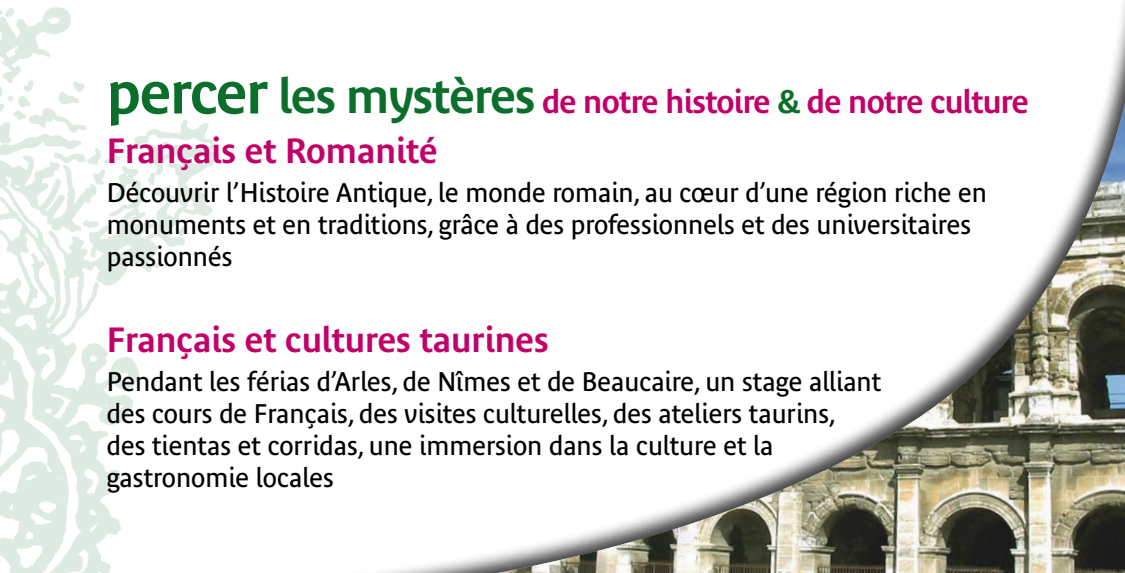 percer les mystères de notre histoire & de notre culture
Français et Romanité
Découvrir l’Histoire Antique, le monde romain, au cœur d’une région riche en
monuments et en traditions, grâce à des professionnels et des universitaires
passionnés
Français et cultures taurines
Pendant les férias d’Arles, de Nîmes et de Beaucaire, un stage alliant
des cours de Français, des visites culturelles, des ateliers taurins,
des tientas et corridas, une immersion dans la culture et la
gastronomie locales